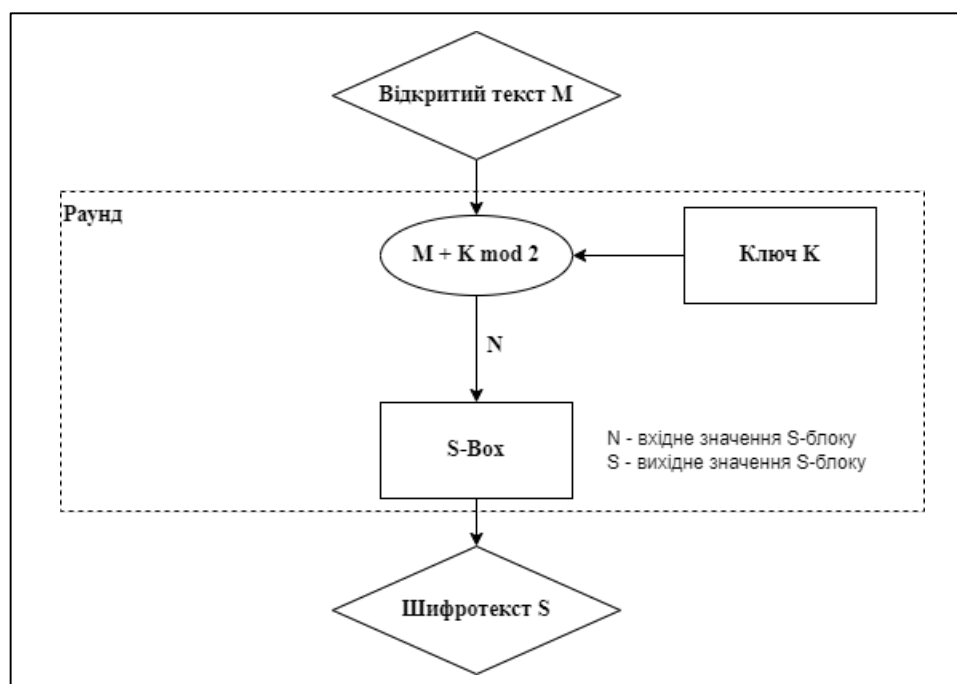 Відкритий текст M
Раунд
M + K mod 2
Ключ K
N
S-Box
N - вхідне значення S-блоку
S - вихідне значення S-блоку
Шифротекст S